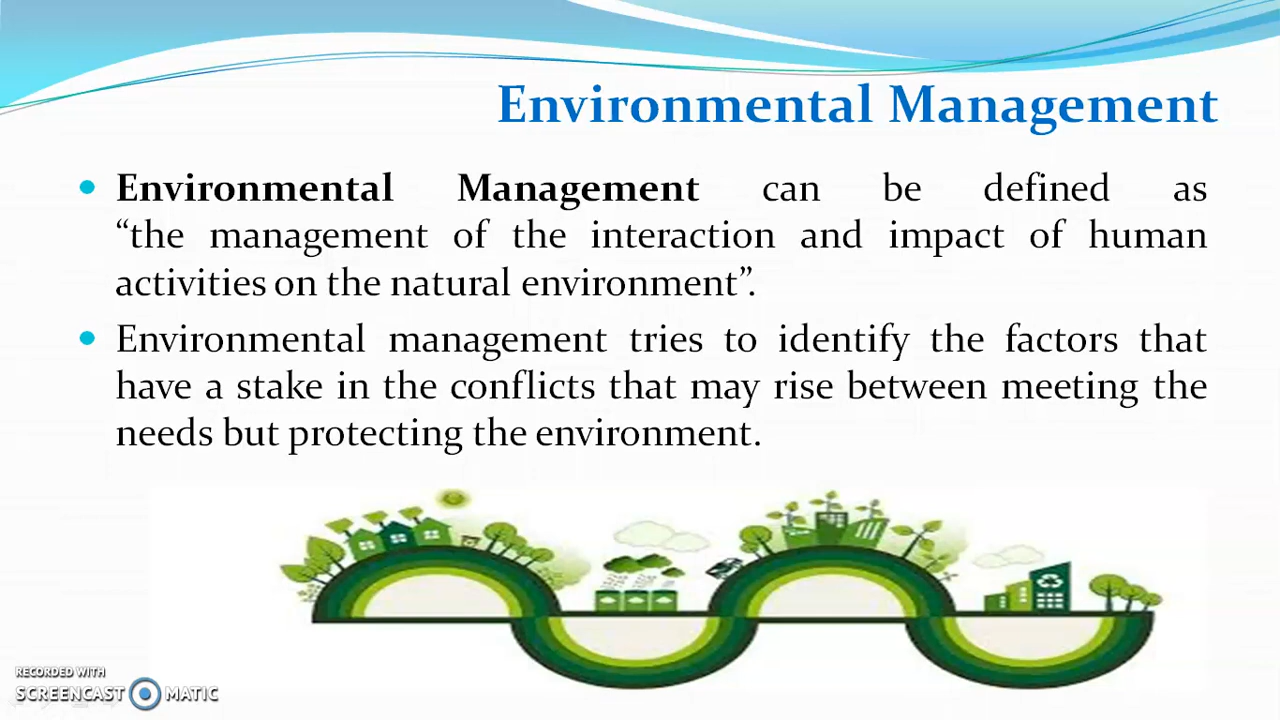 Environmental Management
Environmental Management can be defined as
“the management of the interaction and impact of human
activities on the natural environment”.
Environmental management tries to identify the factors that
have a stake in the conflicts that may rise between meeting the
needs but protecting the environment.
RECORDED WITH
SCREENCAST MATIC